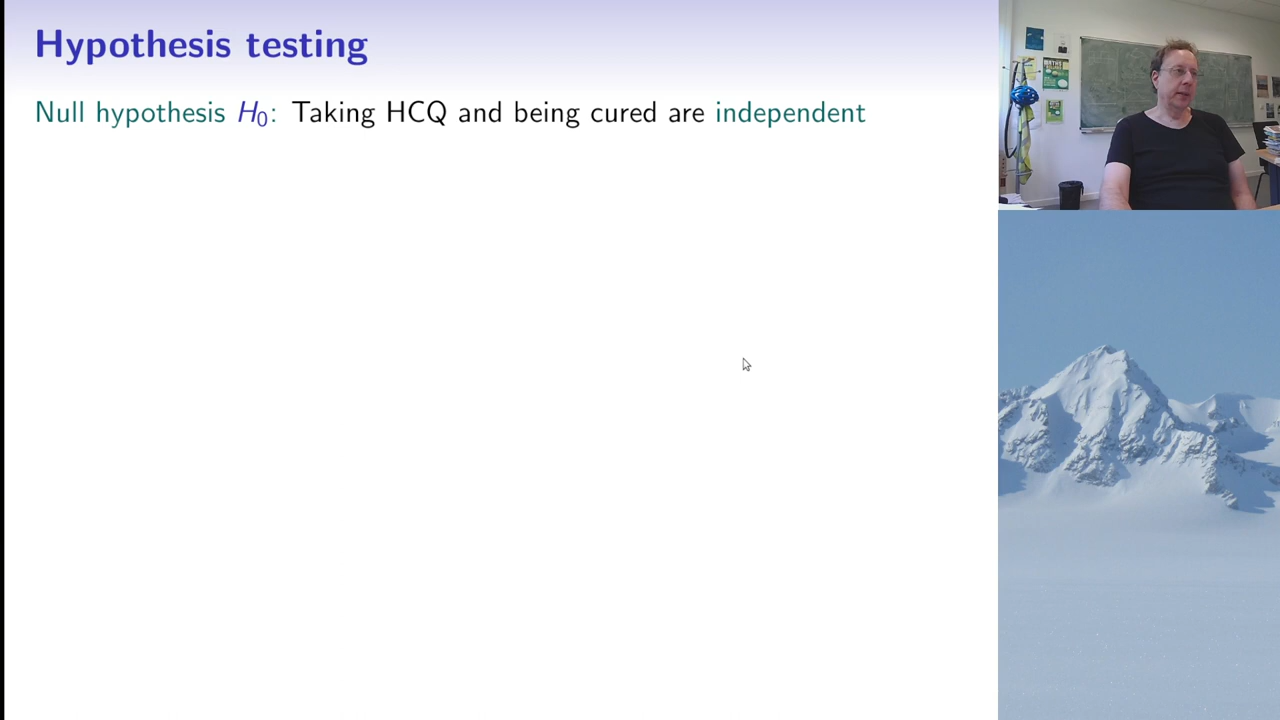 Hypothesis testing
Null hypothesis H₀: Taking HCQ and being cured are independent